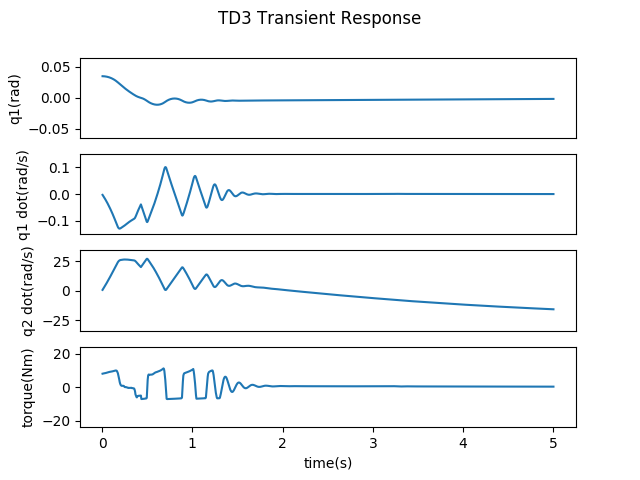 TD3 Transient Response
q1(rad)
0.05
0.00
−0.05
q1 dot(rad/s)
0.1
0.0
−0.1
q2 dot(rad/s)
25
0
−25
torque(Nm)
20
0
−20
0 1 2 3 4 5
time(s)